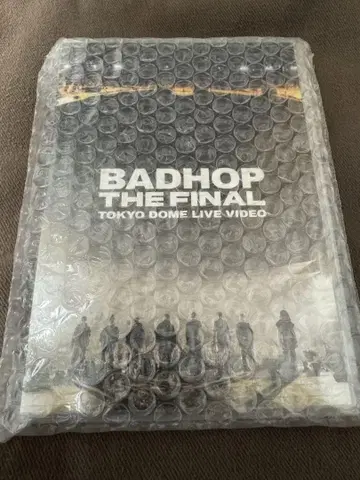 BADHOP
THE FINAL
TOKYO DOME LIVE VIDEO